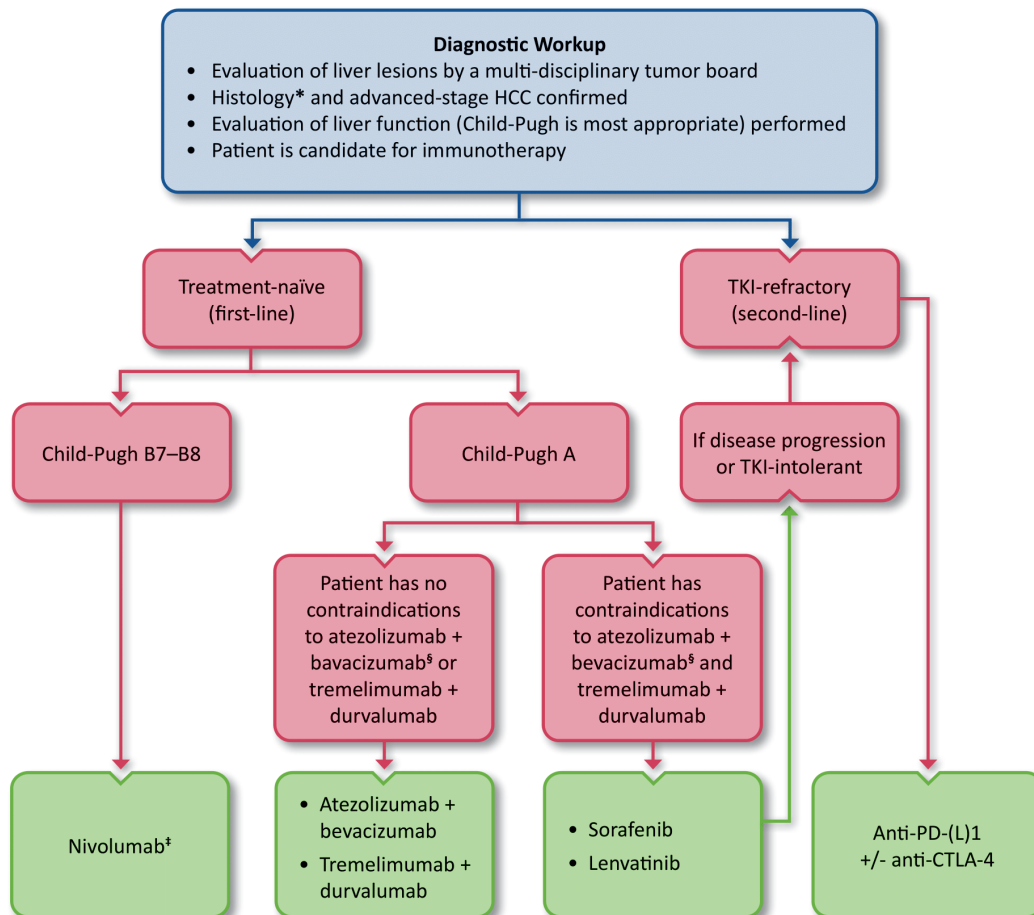 Diagnostic Workup
• Evaluation of liver lesions by a multi-disciplinary tumor board
• Histology* and advanced-stage HCC confirmed
• Evaluation of liver function (Child-Pugh is most appropriate) performed
• Patient is candidate for immunotherapy
Treatment-naïve
(first-line)
TKI-refractory
(second-line)
Child-Pugh B7–B8
Child-Pugh A
If disease progression
or TKI-intolerant
Patient has no
contraindications
to atezolizumab +
bavacizumab§ or
tremelimumab +
durvalumab
Patient has
contraindications
to atezolizumab +
bevacizumab§ and
tremelimumab +
durvalumab
Nivolumab‡
• Atezolizumab +
bevacizumab
• Tremelimumab +
durvalumab
• Sorafenib
• Lenvatinib
Anti-PD-(L)1
+/- anti-CTLA-4